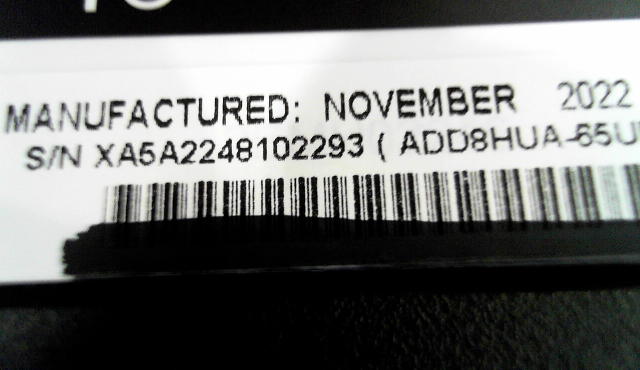 MANUFACTURED: NOVEMBER 2022
S/N XA5A2248102293 ( ADD8HUA-65U